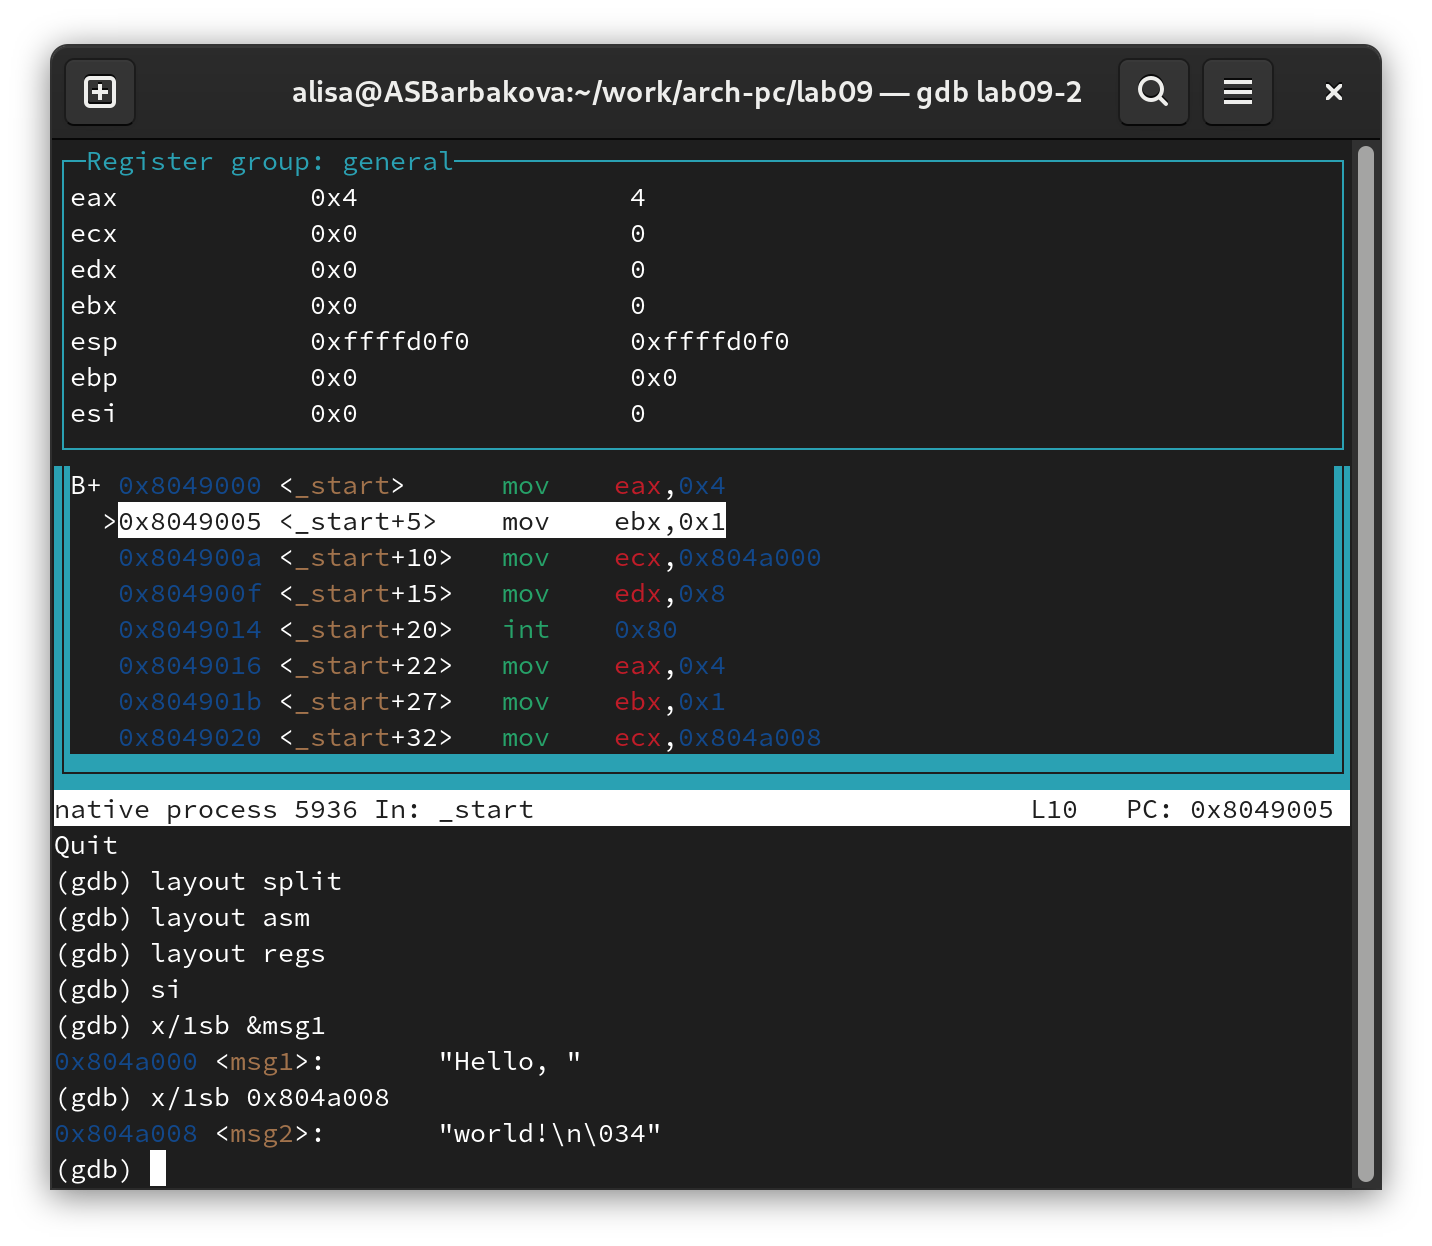 alisa@ASBarbakova:~/work/arch-pc/lab09 — gdb lab09-2
Register group: general
eax 0x4 4
ecx 0x0 0
edx 0x0 0
ebx 0x0 0
esp 0xffffd0f0 0xffffd0f0
ebp 0x0 0x0
esi 0x0 0
B+ 0x8049000 <_start> mov eax,0x4
>0x8049005 <_start+5> mov ebx,0x1
0x804900a <_start+10> mov ecx,0x804a000
0x804900f <_start+15> mov edx,0x8
0x8049014 <_start+20> int 0x80
0x8049016 <_start+22> mov eax,0x4
0x804901b <_start+27> mov ebx,0x1
0x8049020 <_start+32> mov ecx,0x804a008
native process 5936 In: _start L10 PC: 0x8049005
Quit
(gdb) layout split
(gdb) layout asm
(gdb) layout regs
(gdb) si
(gdb) x/1sb &msg1
0x804a000 <msg1>: "Hello, "
(gdb) x/1sb 0x804a008
0x804a008 <msg2>: "world!\n\034"
(gdb)